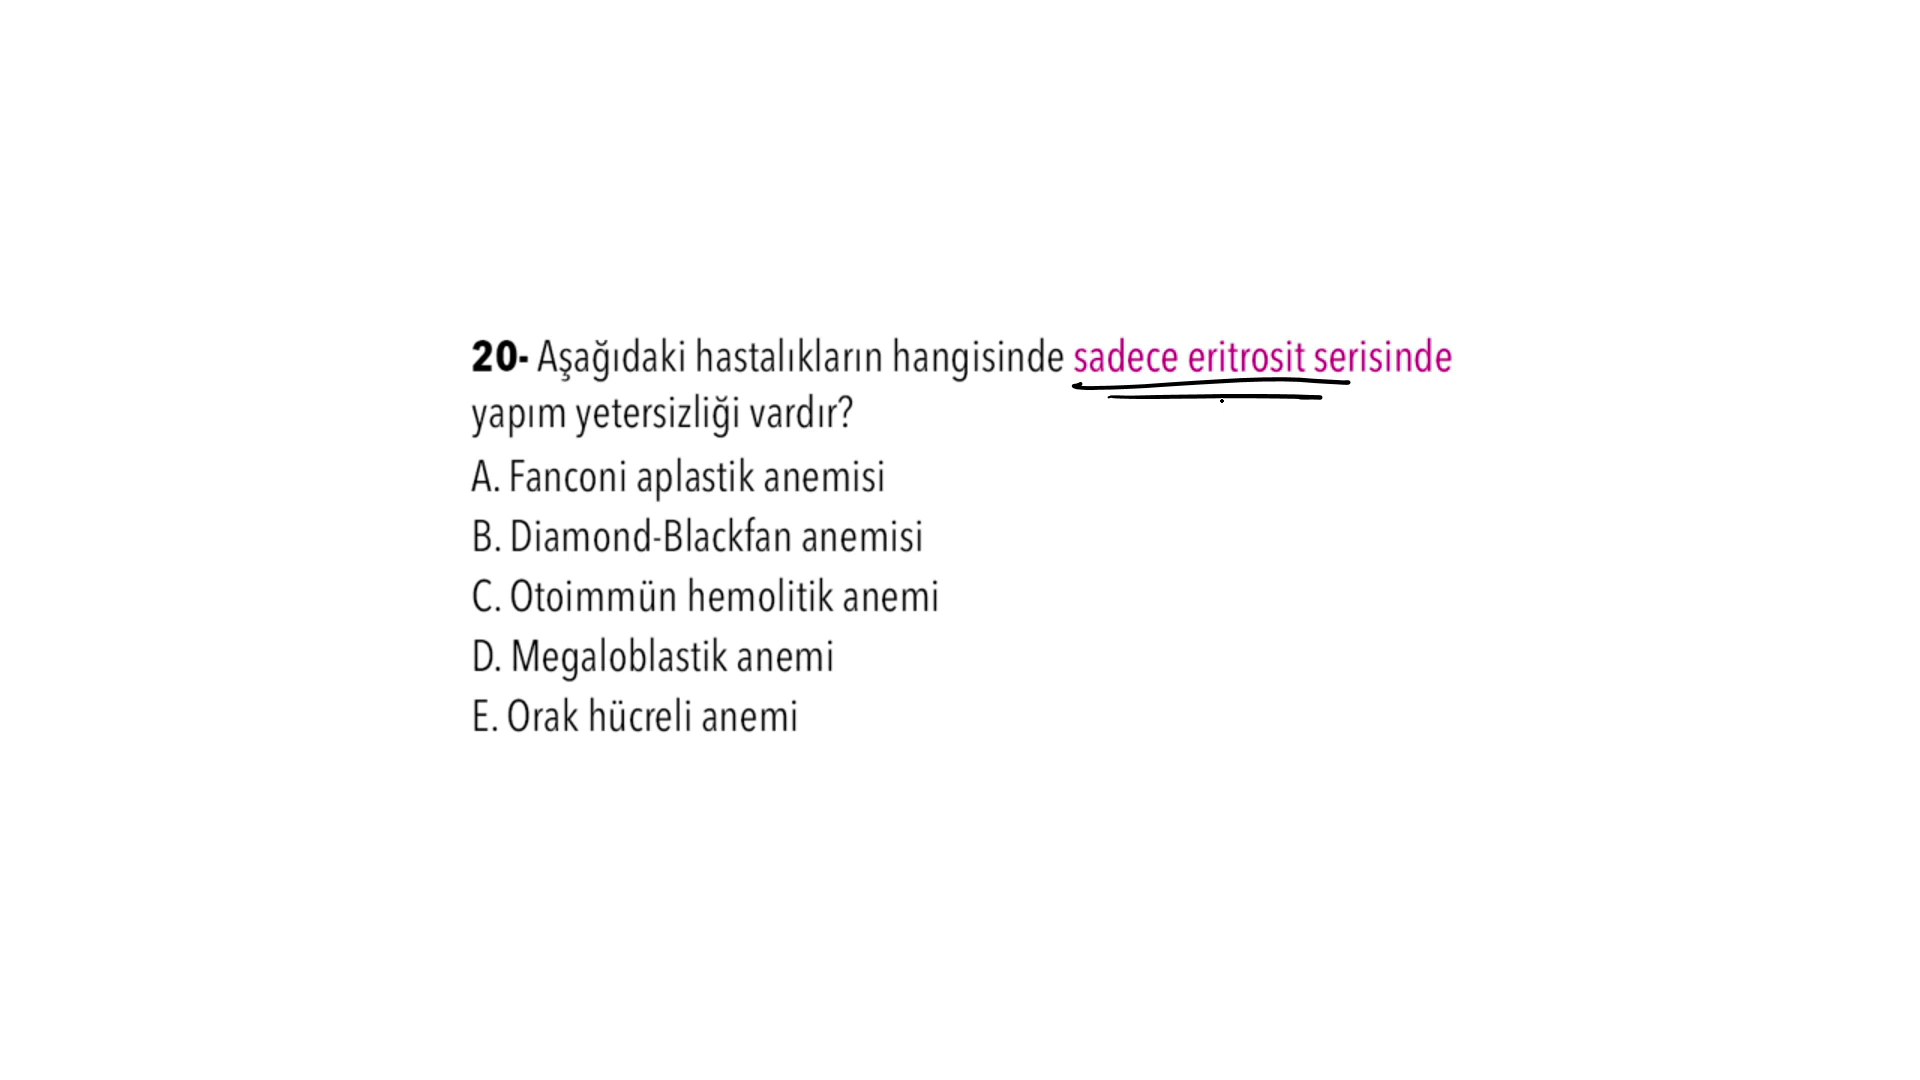 20- Aşağıdaki hastalıkların hangisinde sadece eritrosit serisinde
yapım yetersizliği vardır?
A. Fanconi aplastik anemisi
B. Diamond-Blackfan anemisi
C. Otoimmün hemolitik anemi
D. Megaloblastik anemi
E. Orak hücreli anemi